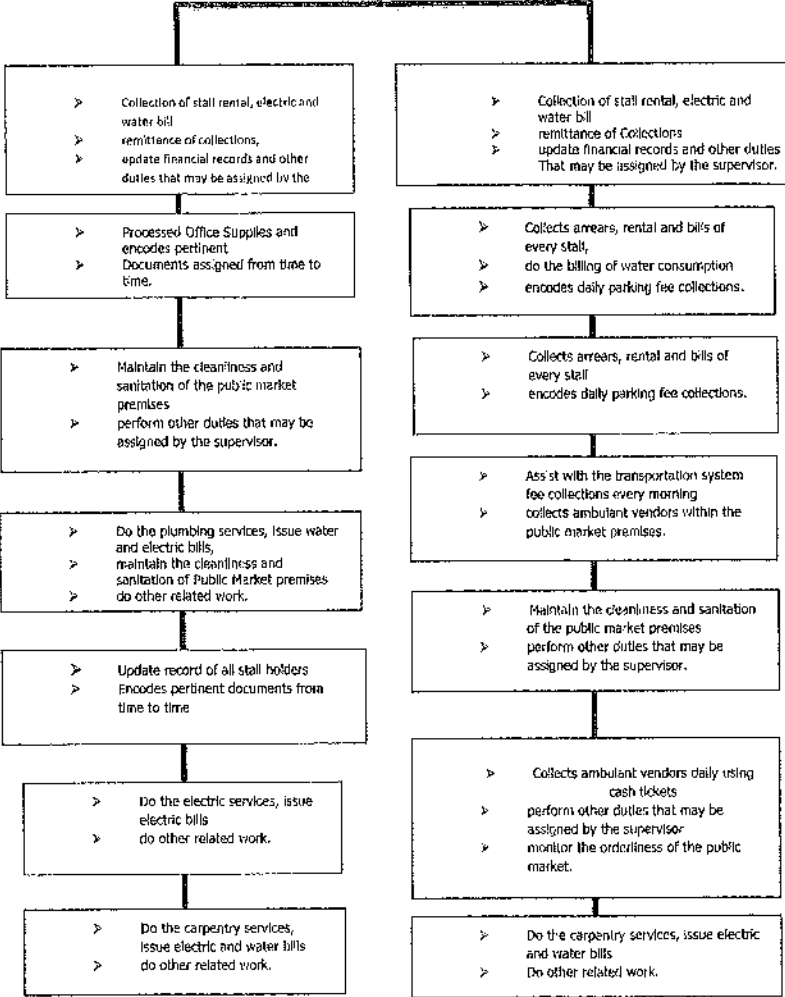 ➢ Collection of stall rental, electric and
water bill
➢ remittance of collections,
➢ update financial records and other
duties that may be assigned by the
➢ Processed Office Supplies and
encodes pertinent
➢ Documents assigned from time to
time.
➢ Maintain the cleanliness and
sanitation of the public market
premises
➢ perform other duties that may be
assigned by the supervisor.
➢ Do the plumbing services, issue water
and electric bills,
➢ maintain the cleanliness and
sanitation of Public Market premises
➢ do other related work.
➢ Update record of all stall holders
➢ Encodes pertinent documents from
time to time
➢ Do the electric services, issue
electric bills
➢ do other related work.
➢ Do the carpentry services,
issue electric and water bills
➢ do other related work.
➢ Collection of stall rental, electric and
water bill
➢ remittance of Collections
➢ update financial records and other duties
That may be assigned by the supervisor.
➢ Collects arrears, rental and bills of
every stall,
➢ do the billing of water consumption
➢ encodes daily parking fee collections.
➢ Collects arrears, rental and bills of
every stall
➢ encodes daily parking fee collections.
➢ Assist with the transportation system
fee collections every morning
➢ collects ambulant vendors within the
public market premises.
➢ Maintain the cleanliness and sanitation
of the public market premises
➢ perform other duties that may be
assigned by the supervisor.
➢ Collects ambulant vendors daily using
cash tickets
➢ perform other duties that may be
assigned by the supervisor
➢ monitor the orderliness of the public
market.
➢ Do the carpentry services, issue electric
and water bills
➢ Do other related work.